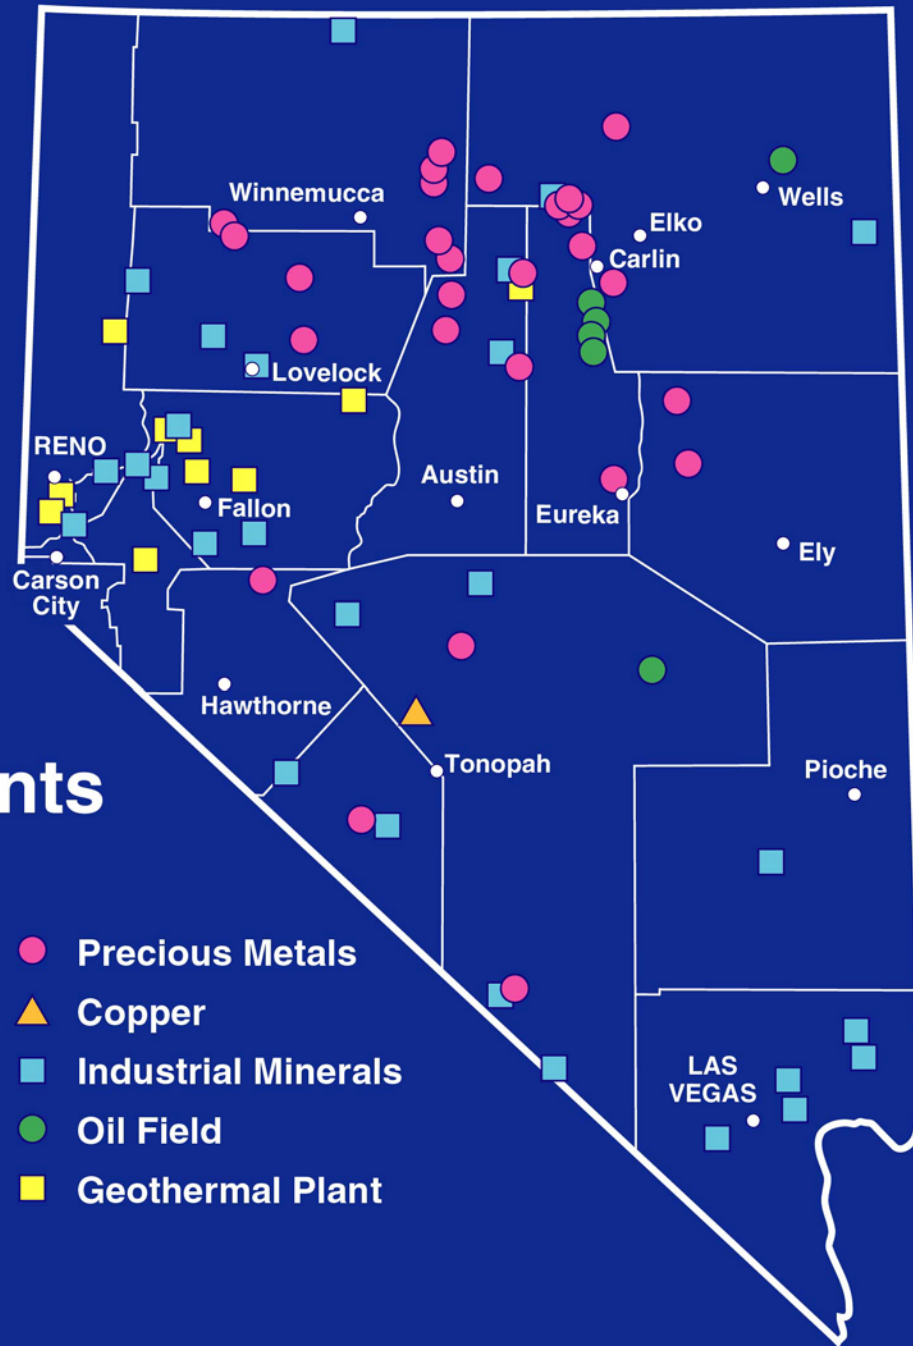 Winnemucca
Wells
Elko
Carlin
Lovelock
RENO
Austin
Fallon
Eureka
Ely
Carson
City
Hawthorne
Tonopah
Pioche
nts
Precious Metals
Copper
Industrial Minerals
Oil Field
Geothermal Plant
LAS
VEGAS